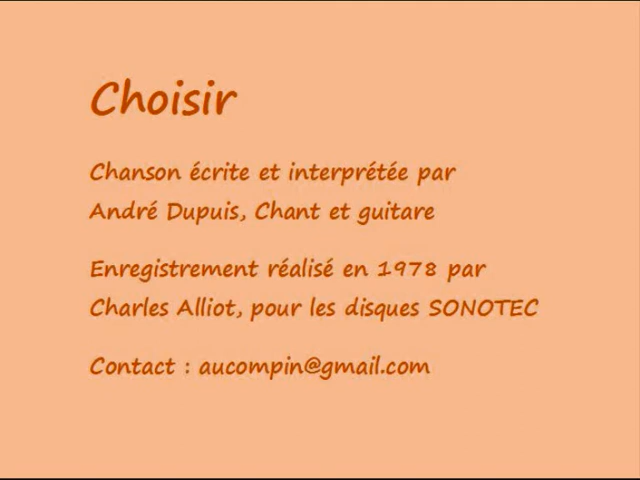 Choisir
Chanson écrite et interprétée par
André Dupuis, Chant et guitare
Enregistrement réalisé en 1978 par
Charles Alliot, pour les disques SONOTEC
Contact : aucompin@gmail.com